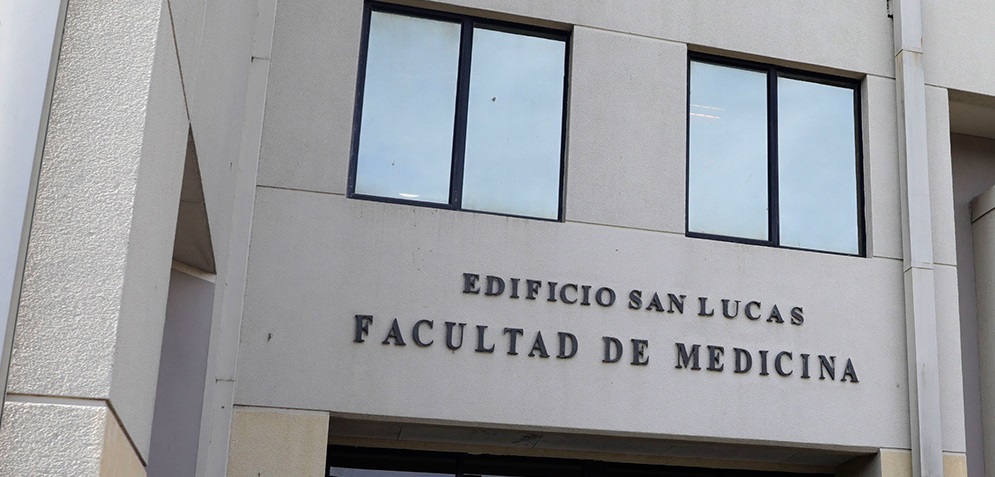 EDIFICIO SAN LUCAS
FACULTAD DE MEDICINA